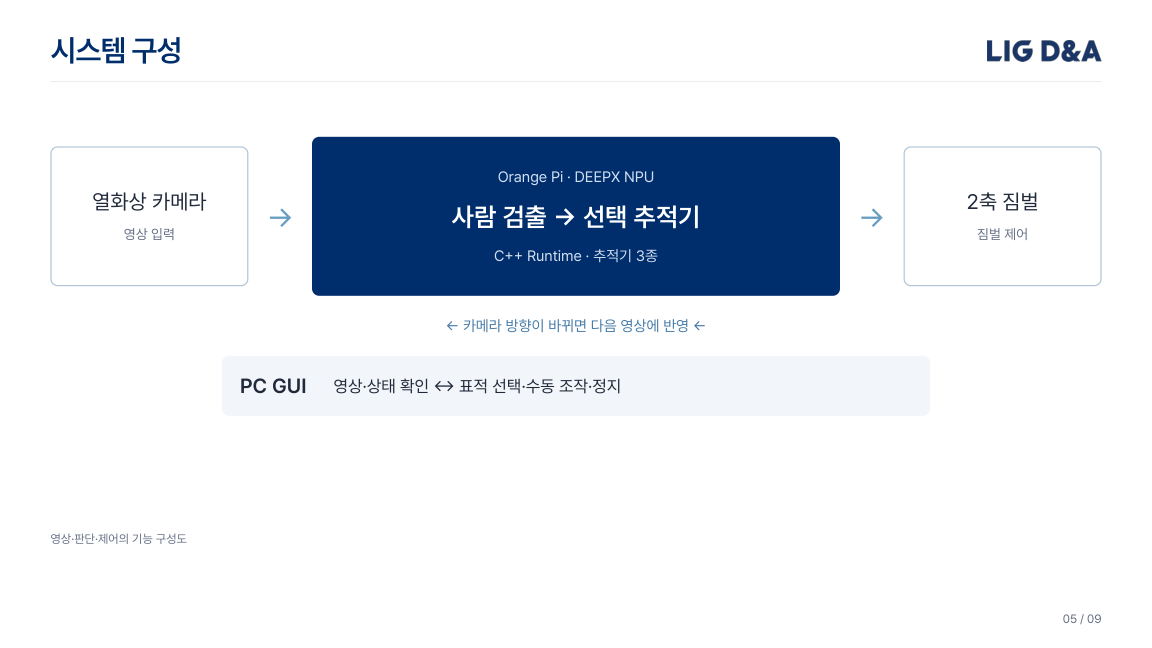 시스템 구성
LIG D&A
열화상 카메라
영상 입력
→
Orange Pi · DEEPX NPU
사람 검출 → 선택 추적기
C++ Runtime · 추적기 3종
→
2축 짐벌
짐벌 제어
← 카메라 방향이 바뀌면 다음 영상에 반영 ←
PC GUI 영상·상태 확인 ↔ 표적 선택·수동 조작·정지
영상·판단·제어의 기능 구성도
05 / 09